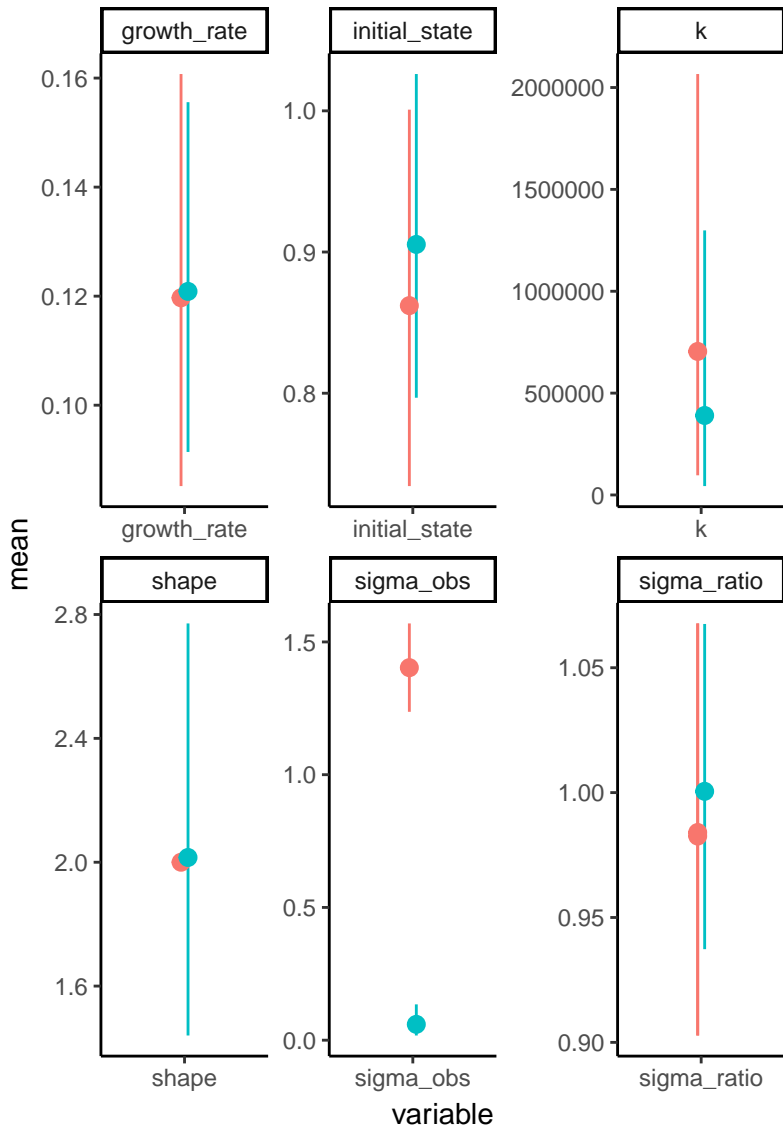 growth_rate
initial_state
k
0.16
0.14
0.12
0.10
growth_rate
1.0
0.9
0.8
initial_state
2000000
1500000
1000000
500000
0
k
mean
shape
sigma_obs
sigma_ratio
2.8
2.4
2.0
1.6
shape
1.5
1.0
0.5
0.0
sigma_obs
1.05
1.00
0.95
0.90
sigma_ratio
variable